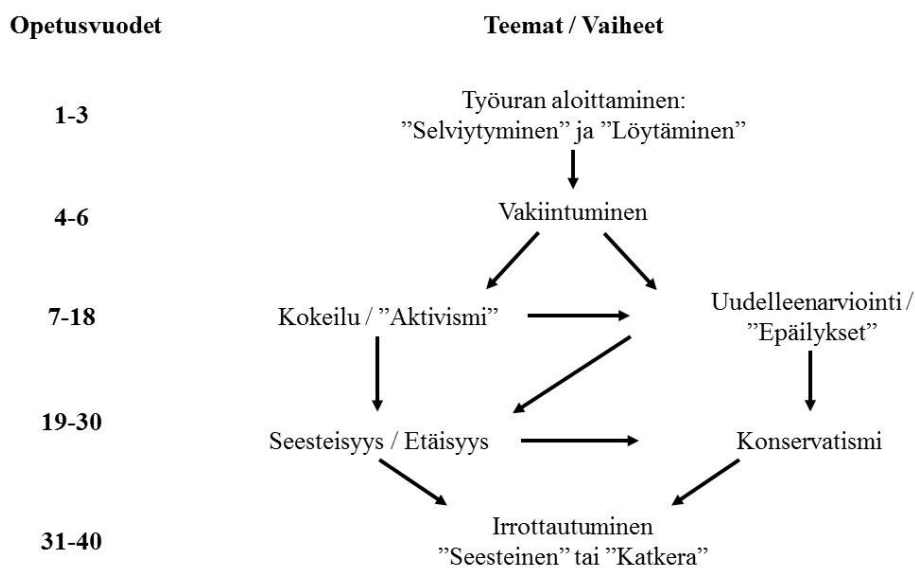 Opetusvuodet Teemat / Vaiheet
1-3
Työuran aloittaminen:
”Selviytyminen” ja ”Löytäminen”
4-6
Vakiintuminen
7-18
Kokeilu / ”Aktivismi”
Uudelleenarviointi /
”Epäilykset”
19-30
Seesteisyys / Etäisyys
Konservatismi
31-40
Irrottautuminen
”Seesteinen” tai ”Katkera”